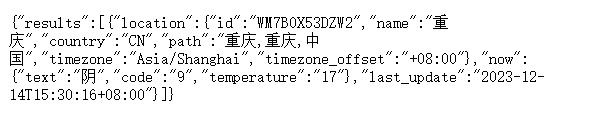 {"results":[{"location":{"id":"WM7B0X53DZW2","name":"重
庆","country":"CN","path":"重庆,重庆,中
国","timezone":"Asia/Shanghai","timezone_offset":"+08:00"},"now":
{"text":"阴","code":"9","temperature":"17"},"last_update":"2023-12-
14T15:30:16+08:00"}]}